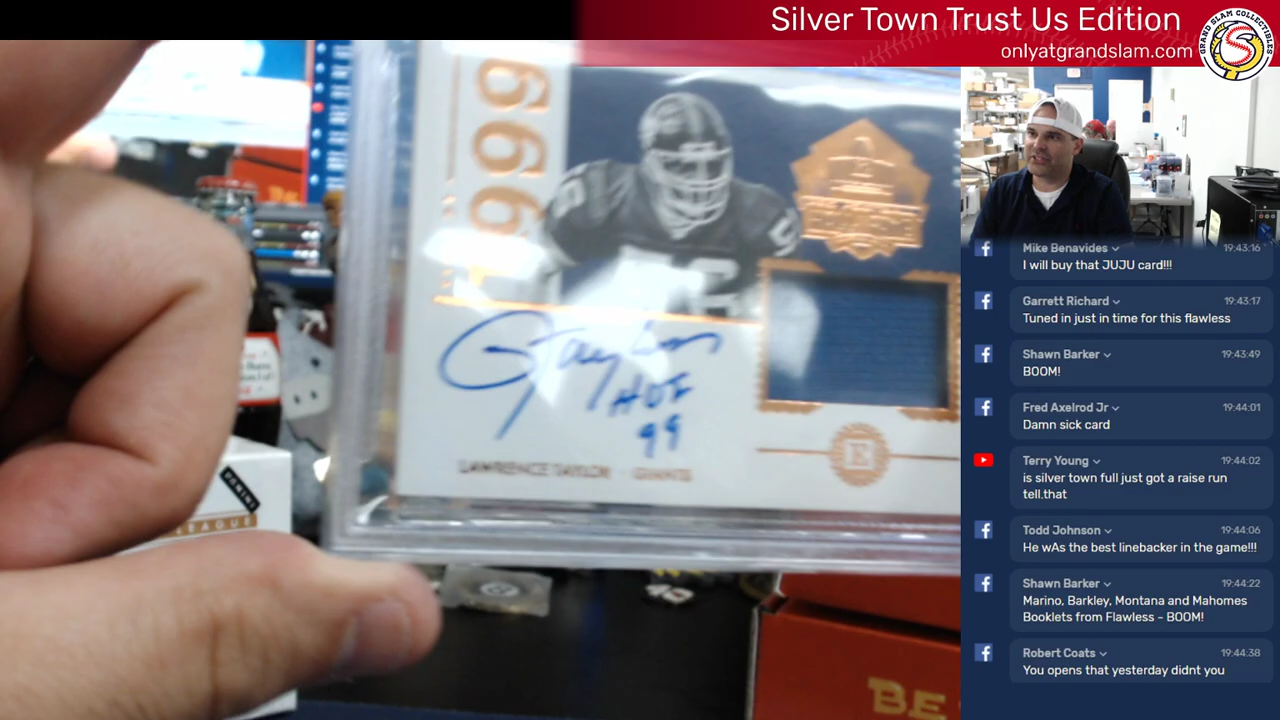 Silver Town Trust Us Edition
onlyatgrandslam.com
GRAND SLAM COLLECTIBLES
1999
HOF
99
LAWRENCE TAYLOR - GIANTS
E
56
PANINI
LEAGUE
BE
Mike Benavides
19:43:16
I will buy that JUJU card!!!
Garrett Richard
19:43:17
Tuned in just in time for this flawless
Shawn Barker
19:43:49
BOOM!
Fred Axelrod Jr
19:44:01
Damn sick card
Terry Young
19:44:02
is silver town full just got a raise run
tell.that
Todd Johnson
19:44:06
He wAs the best linebacker in the game!!!
Shawn Barker
19:44:22
Marino, Barkley, Montana and Mahomes
Booklets from Flawless - BOOM!
Robert Coats
19:44:38
You opens that yesterday didnt you